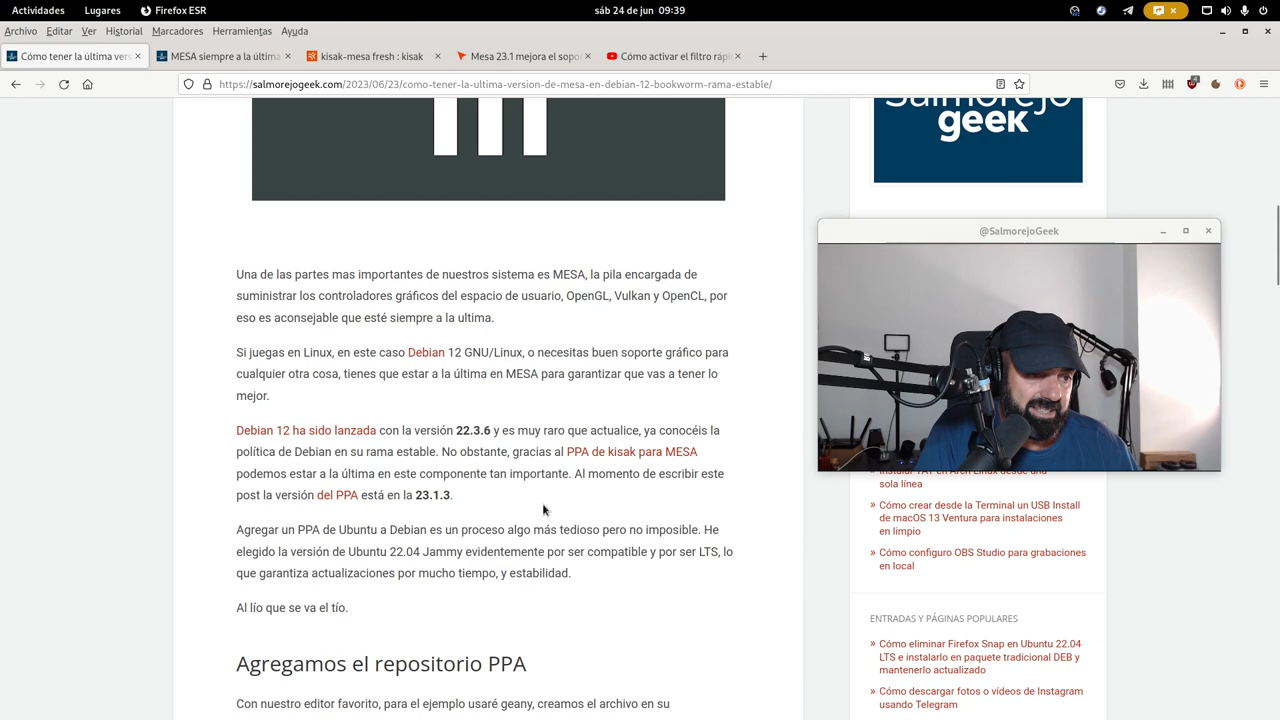 Actividades Lugares Firefox ESR sáb 24 de jun 09:39
Archivo Editar Ver Historial Marcadores Herramientas Ayuda
Cómo tener la última vers MESA siempre a la última kisak-mesa fresh : kisak Mesa 23.1 mejora el sopor Cómo activar el filtro rápi
https://salmorejogeek.com/2023/06/23/como-tener-la-ultima-version-de-mesa-en-debian-12-bookworm-rama-estable/
Salmorejo
geek
@SalmorejoGeek
Una de las partes mas importantes de nuestros sistema es MESA, la pila encargada de
suministrar los controladores gráficos del espacio de usuario, OpenGL, Vulkan y OpenCL, por
eso es aconsejable que esté siempre a la ultima.
Si juegas en Linux, en este caso Debian 12 GNU/Linux, o necesitas buen soporte gráfico para
cualquier otra cosa, tienes que estar a la última en MESA para garantizar que vas a tener lo
mejor.
Debian 12 ha sido lanzada con la versión 22.3.6 y es muy raro que actualice, ya conocéis la
política de Debian en su rama estable. No obstante, gracias al PPA de kisak para MESA
podemos estar a la última en este componente tan importante. Al momento de escribir este
post la versión del PPA está en la 23.1.3.
Agregar un PPA de Ubuntu a Debian es un proceso algo más tedioso pero no imposible. He
elegido la versión de Ubuntu 22.04 Jammy evidentemente por ser compatible y por ser LTS, lo
que garantiza actualizaciones por mucho tiempo, y estabilidad.
Al lío que se va el tío.
Agregamos el repositorio PPA
Con nuestro editor favorito, para el ejemplo usaré geany, creamos el archivo en su
Instalar YAY en Arch Linux desde una
sola línea
» Cómo crear desde la Terminal un USB Install
de macOS 13 Ventura para instalaciones
en limpio
» Cómo configuro OBS Studio para grabaciones
en local
ENTRADAS Y PÁGINAS POPULARES
» Cómo eliminar Firefox Snap en Ubuntu 22.04
LTS e instalarlo en paquete tradicional DEB y
mantenerlo actualizado
» Cómo descargar fotos o vídeos de Instagram
usando Telegram